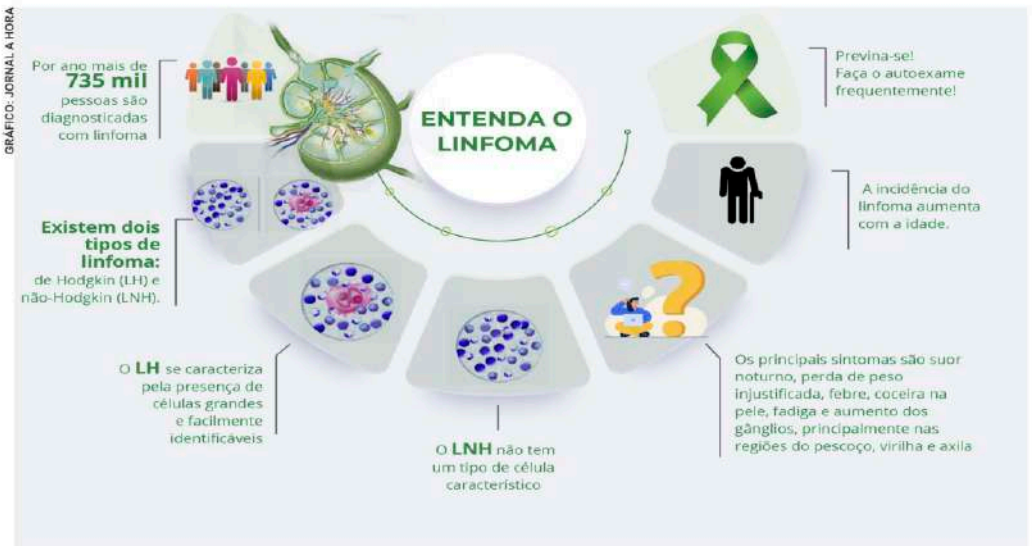 GRÁFICO: JORNAL A HORA
ENTENDA O
LINFOMA
Por ano mais de
735 mil
pessoas são
diagnosticadas
com linfoma
Existem dois
tipos de
linfoma:
de Hodgkin (LH) e
não-Hodgkin (LNH).
O LH se caracteriza
pela presença de
células grandes
e facilmente
identificáveis
O LNH não tem
um tipo de célula
característico
Os principais sintomas são suor
noturno, perda de peso
injustificada, febre, coceira na
pele, fadiga e aumento dos
gânglios, principalmente nas
regiões do pescoço, virilha e axila
A incidência do
linfoma aumenta
com a idade.
Previna-se!
Faça o autoexame
frequentemente!